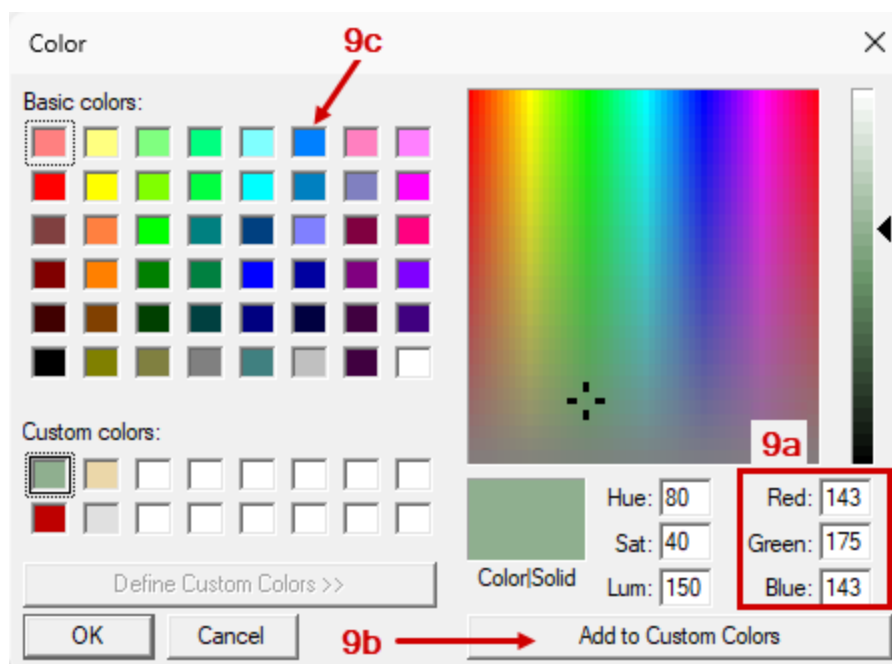 Color
9c
Basic colors:
Custom colors:
Define Custom Colors >>
OK
Cancel
9a
Color|Solid
Hue: 80
Sat: 40
Lum: 150
Red: 143
Green: 175
Blue: 143
9b
Add to Custom Colors